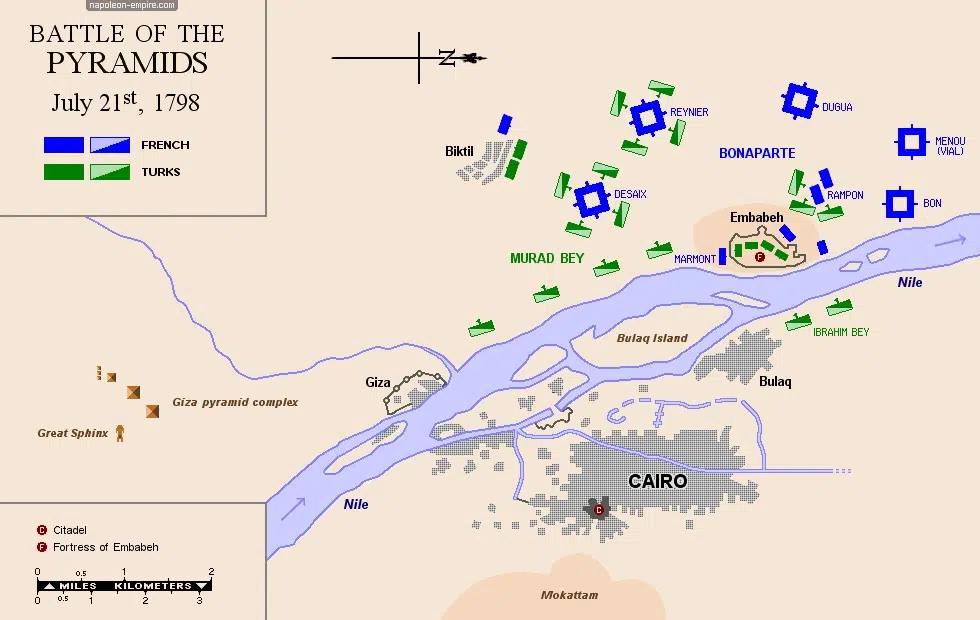 napoleon-empire.com
BATTLE OF THE
PYRAMIDS
July 21st, 1798
FRENCH
TURKS
N
REYNIER
DUGUA
MENOU
(VIAL)
Biktil
BONAPARTE
DESAIX
RAMPON
BON
Embabeh
MURAD BEY
MARMONT
F
Nile
IBRAHIM BEY
Bulaq Island
Giza
Bulaq
Giza pyramid complex
Great Sphinx
CAIRO
Nile
C
C Citadel
F Fortress of Embabeh
0 0.5 1 2
MILES KILOMETERS
0 0.5 1 2 3
Mokattam